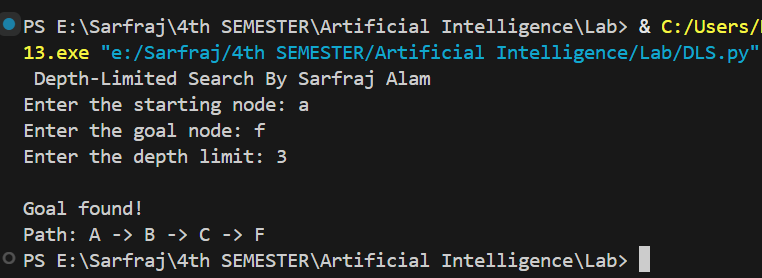 PS E:\Sarfraj\4th SEMESTER\Artificial Intelligence\Lab> & C:/Users/
13.exe "e:/Sarfraj/4th SEMESTER/Artificial Intelligence/Lab/DLS.py"
Depth-Limited Search By Sarfraj Alam
Enter the starting node: a
Enter the goal node: f
Enter the depth limit: 3
Goal found!
Path: A -> B -> C -> F
PS E:\Sarfraj\4th SEMESTER\Artificial Intelligence\Lab>